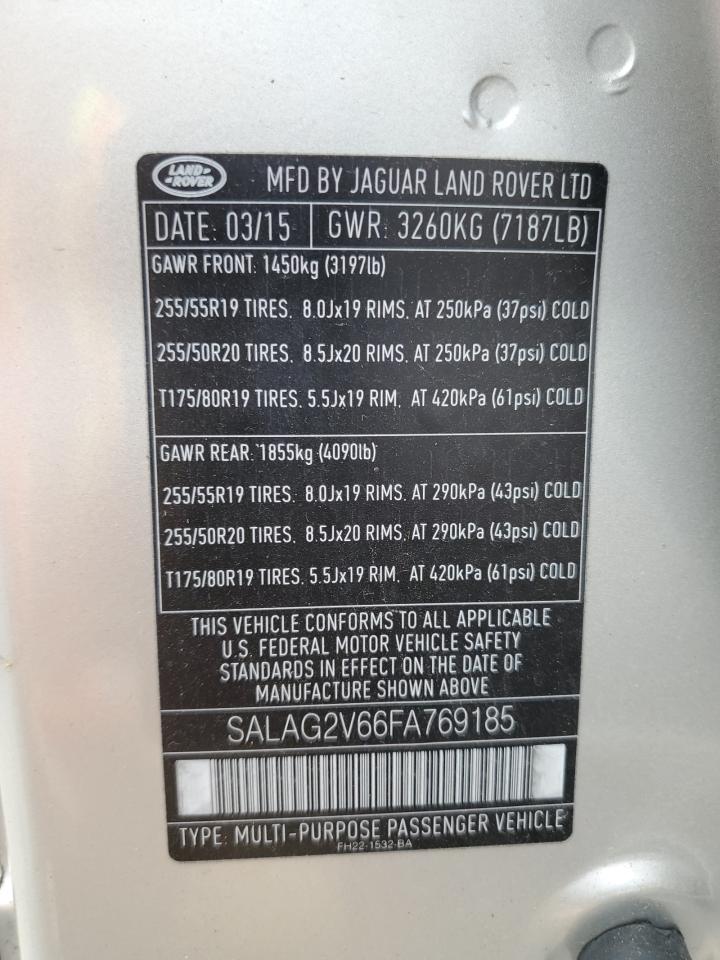 LAND ROVER MFD BY JAGUAR LAND ROVER LTD
DATE: 03/15 GWR: 3260KG (7187LB)
GAWR FRONT: 1450kg (3197lb)
255/55R19 TIRES, 8.0Jx19 RIMS, AT 250kPa (37psi) COLD
255/50R20 TIRES, 8.5Jx20 RIMS, AT 250kPa (37psi) COLD
T175/80R19 TIRES, 5.5Jx19 RIM, AT 420kPa (61psi) COLD
GAWR REAR: 1855kg (4090lb)
255/55R19 TIRES, 8.0Jx19 RIMS, AT 290kPa (43psi) COLD
255/50R20 TIRES, 8.5Jx20 RIMS, AT 290kPa (43psi) COLD
T175/80R19 TIRES, 5.5Jx19 RIM, AT 420kPa (61psi) COLD
THIS VEHICLE CONFORMS TO ALL APPLICABLE
U.S. FEDERAL MOTOR VEHICLE SAFETY
STANDARDS IN EFFECT ON THE DATE OF
MANUFACTURE SHOWN ABOVE
SALAG2V66FA769185
TYPE: MULTI-PURPOSE PASSENGER VEHICLE
FH22-1532-BA